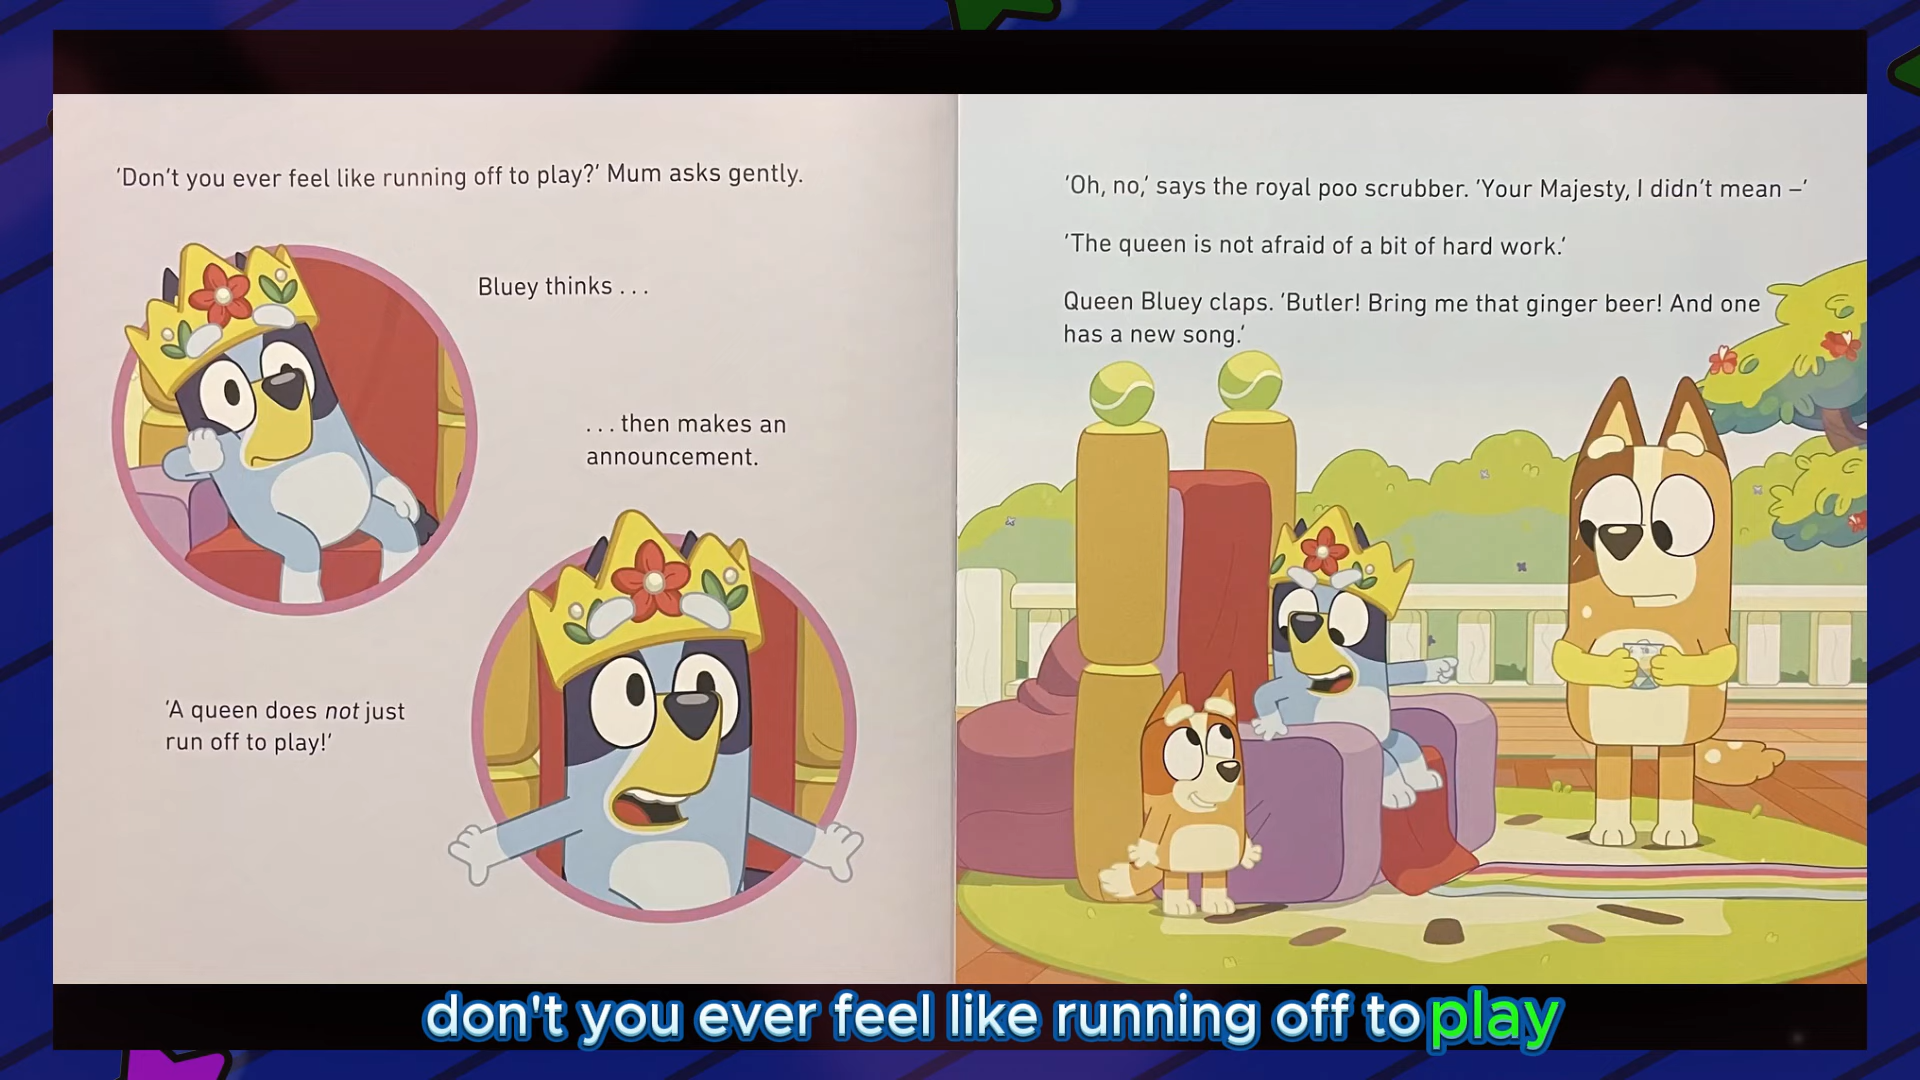 ‘Don’t you ever feel like running off to play?’ Mum asks gently.
Bluey thinks . . .
. . . then makes an
announcement.
‘A queen does not just
run off to play!’
‘Oh, no,’ says the royal poo scrubber. ‘Your Majesty, I didn’t mean –’
‘The queen is not afraid of a bit of hard work.’
Queen Bluey claps. ‘Butler! Bring me that ginger beer! And one
has a new song.’
don't you ever feel like running off to play